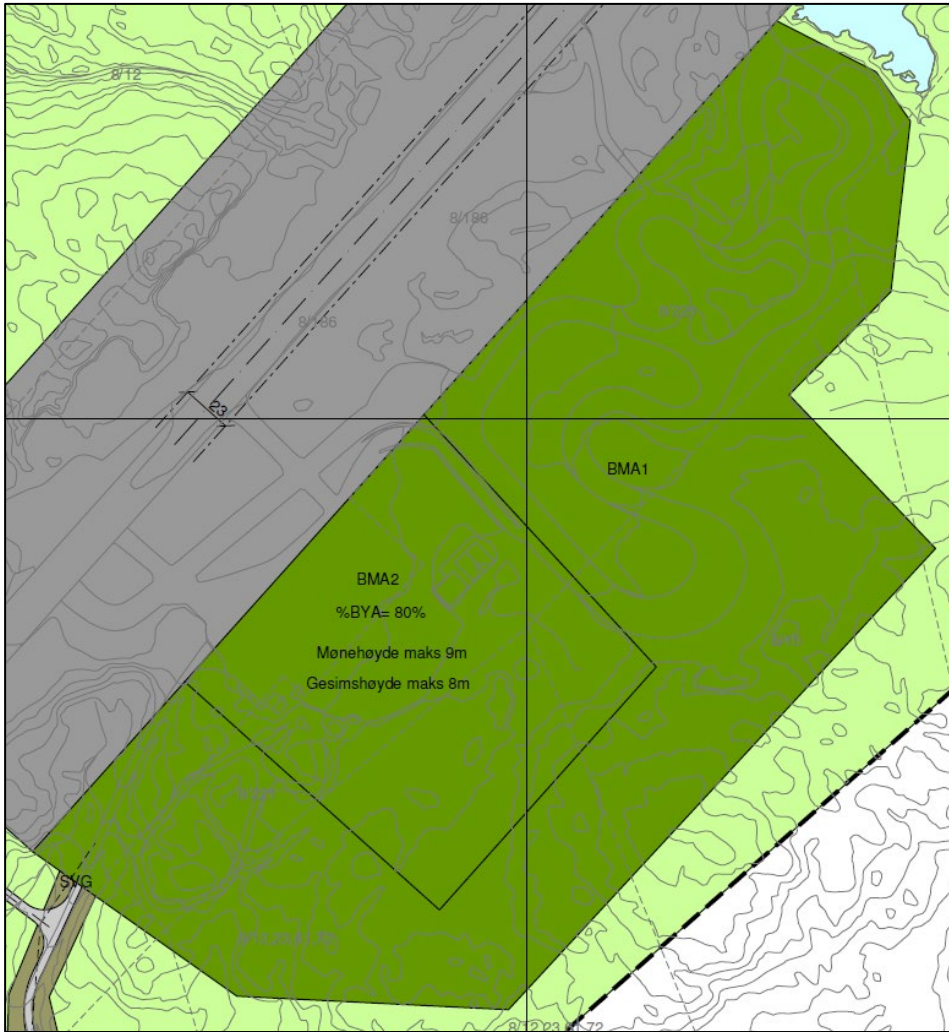 8/12
8/186
8/186
23
BMA1
BMA2
%BYA= 80%
Mønehøyde maks 9m
Gesimshøyde maks 8m
SVG